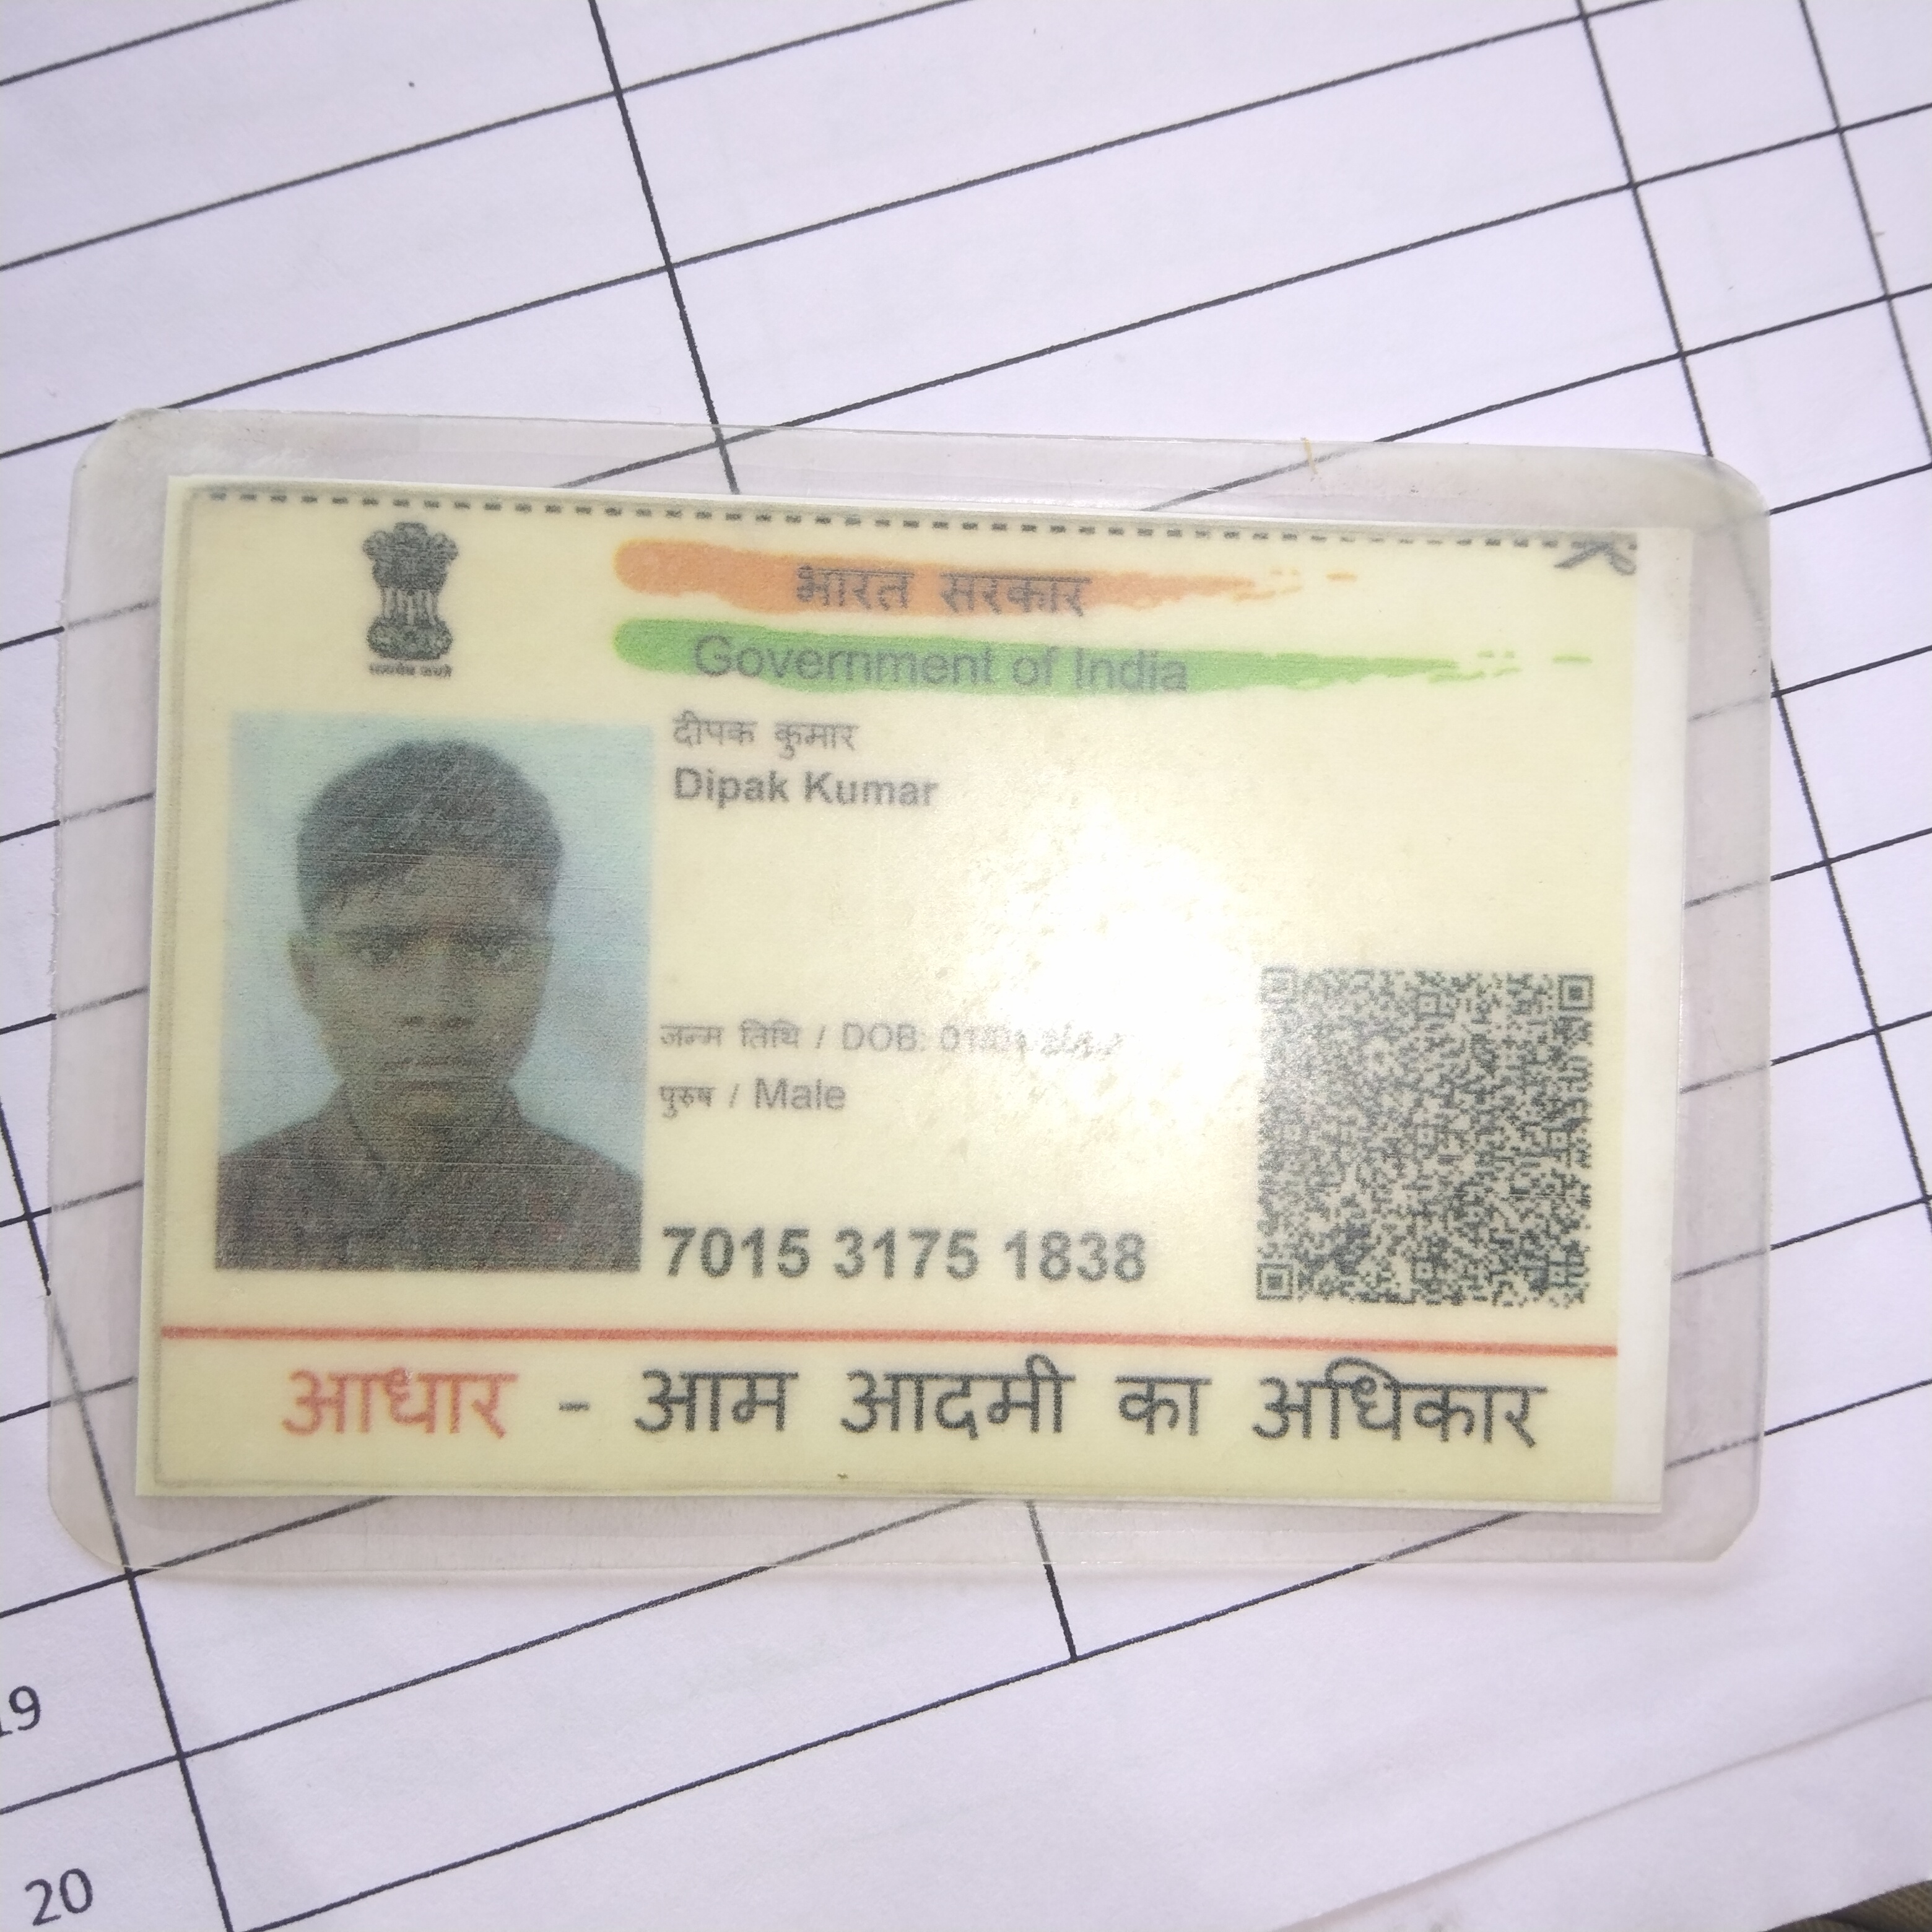 भारत सरकार
Government of India
सत्यमेव जयते
दीपक कुमार
Dipak Kumar
जन्म तिथि / DOB: 01/01
पुरुष / Male
7015 3175 1838
आधार - आम आदमी का अधिकार
19
20